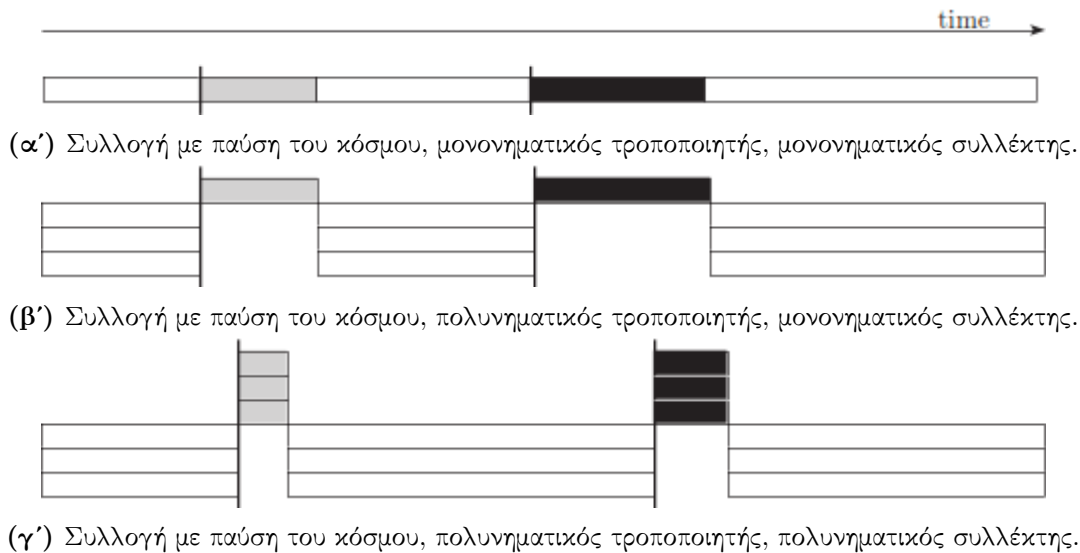 time
(α΄) Συλλογή με παύση του κόσμου, μονονηματικός τροποποιητής, μονονηματικός συλλέκτης.
(β΄) Συλλογή με παύση του κόσμου, πολυνηματικός τροποποιητής, μονονηματικός συλλέκτης.
(γ΄) Συλλογή με παύση του κόσμου, πολυνηματικός τροποποιητής, πολυνηματικός συλλέκτης.